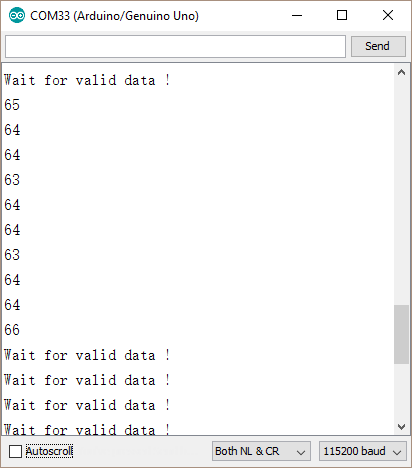 COM33 (Arduino/Genuino Uno)
Send
Wait for valid data !
65
64
64
63
64
64
63
64
64
66
Wait for valid data !
Wait for valid data !
Wait for valid data !
Wait for valid data !
Autoscroll Both NL & CR 115200 baud